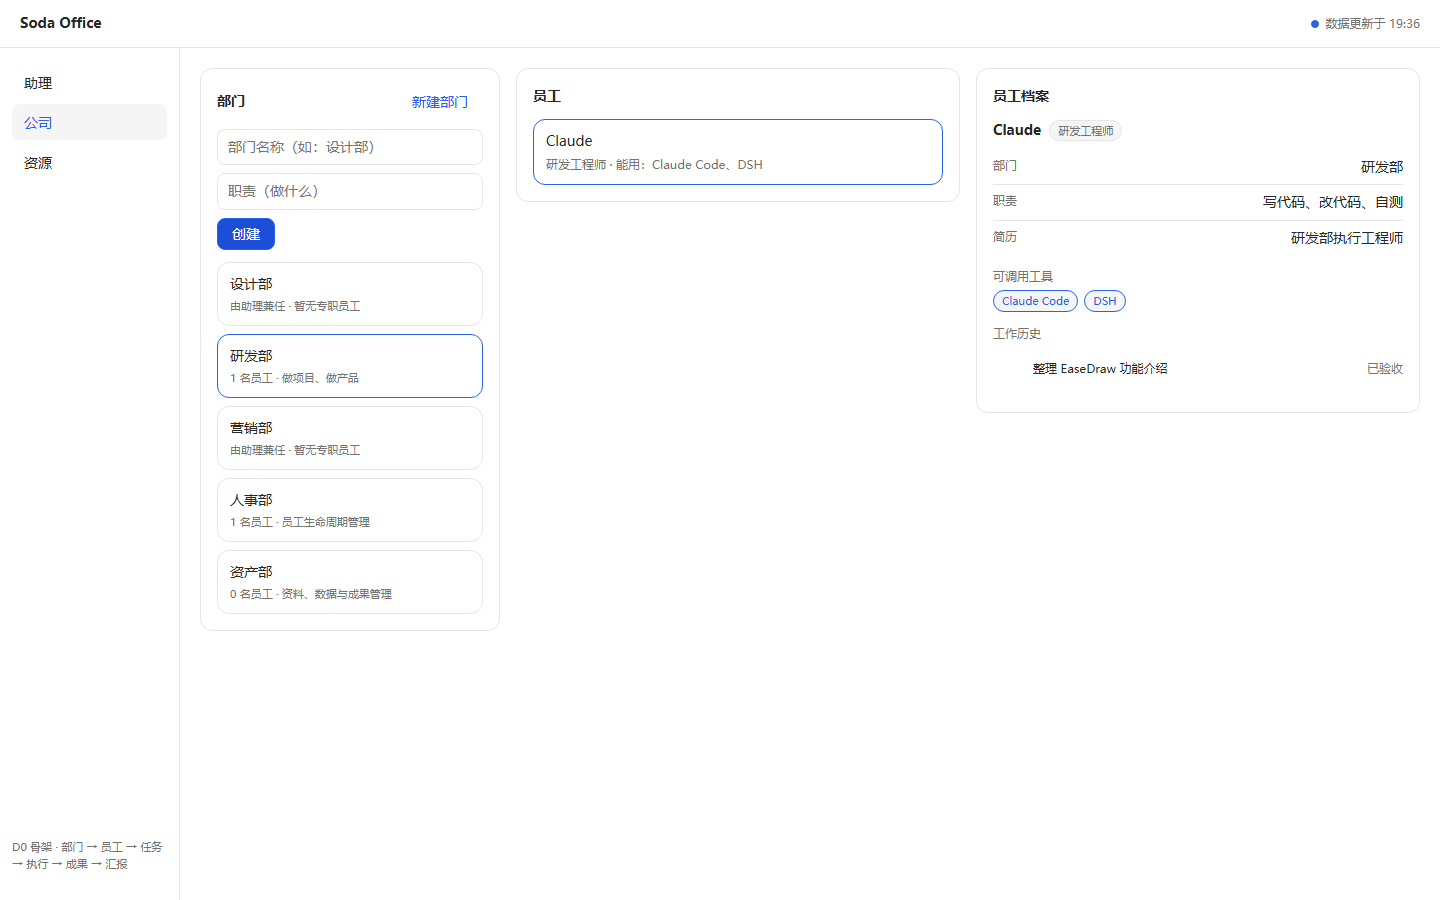 Soda Office
数据更新于 19:36
助理
公司
资源
D0 骨架 · 部门 → 员工 → 任务
→ 执行 → 成果 → 汇报
部门
新建部门
部门名称（如：设计部）
职责（做什么）
创建
设计部
由助理兼任 · 暂无专职员工
研发部
1 名员工 · 做项目、做产品
营销部
由助理兼任 · 暂无专职员工
人事部
1 名员工 · 员工生命周期管理
资产部
0 名员工 · 资料、数据与成果管理
员工
Claude
研发工程师 · 能用：Claude Code、DSH
员工档案
Claude 研发工程师
部门 研发部
职责 写代码、改代码、自测
简历 研发部执行工程师
可调用工具
Claude Code DSH
工作历史
整理 EaseDraw 功能介绍 已验收